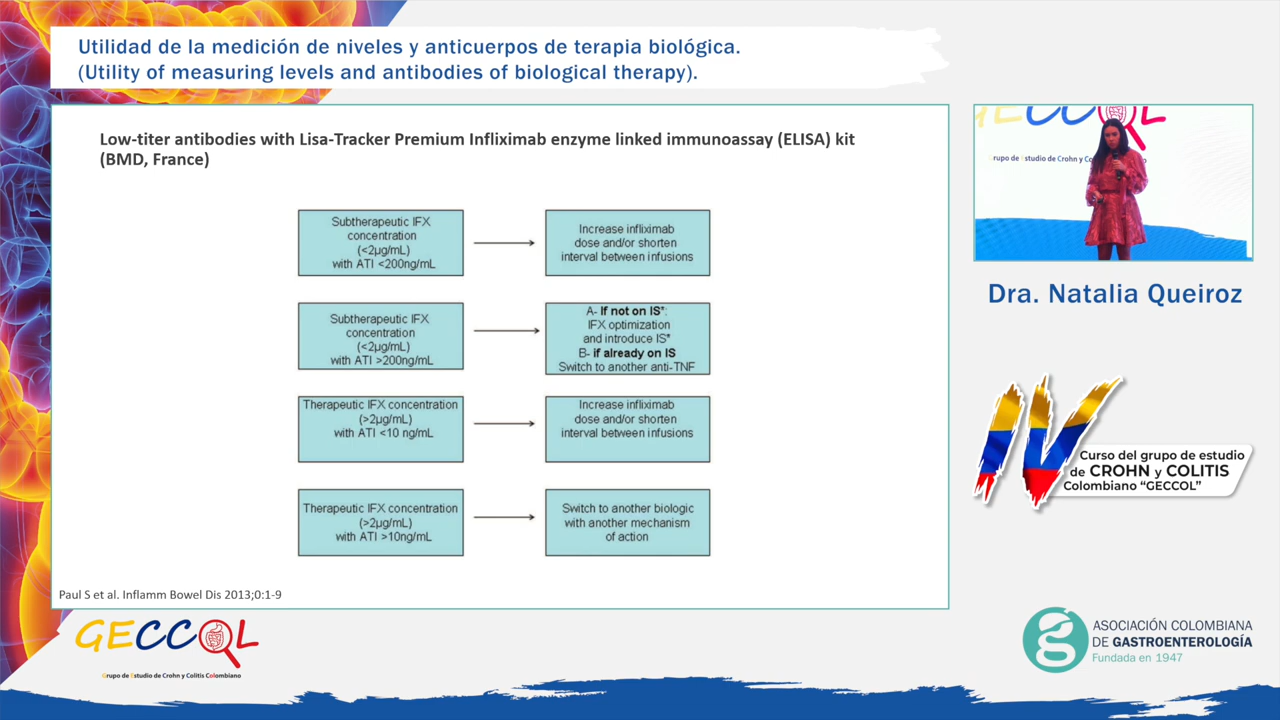 Utilidad de la medición de niveles y anticuerpos de terapia biológica.
(Utility of measuring levels and antibodies of biological therapy).
Low-titer antibodies with Lisa-Tracker Premium Infliximab enzyme linked immunoassay (ELISA) kit
(BMD, France)
Subtherapeutic IFX
concentration
(<2µg/mL)
with ATI <200ng/mL
Increase infliximab
dose and/or shorten
interval between infusions
Subtherapeutic IFX
concentration
(<2µg/mL)
with ATI >200ng/mL
A- If not on IS*:
IFX optimization
and introduce IS*
B- if already on IS
Switch to another anti-TNF
Therapeutic IFX concentration
(>2µg/mL)
with ATI <10 ng/mL
Increase infliximab
dose and/or shorten
interval between infusions
Therapeutic IFX concentration
(>2µg/mL)
with ATI >10ng/mL
Switch to another biologic
with another mechanism
of action
Paul S et al. Inflamm Bowel Dis 2013;0:1-9
GECCOL
Grupo de Estudio de Crohn y Colitis Colombiano
rupo de Estudio de Crohn y Co
Dra. Natalia Queiroz
IV
Curso del grupo de estudio
de CROHN y COLITIS
Colombiano “GECCOL”
ASOCIACIÓN COLOMBIANA
DE GASTROENTEROLOGÍA
Fundada en 1947